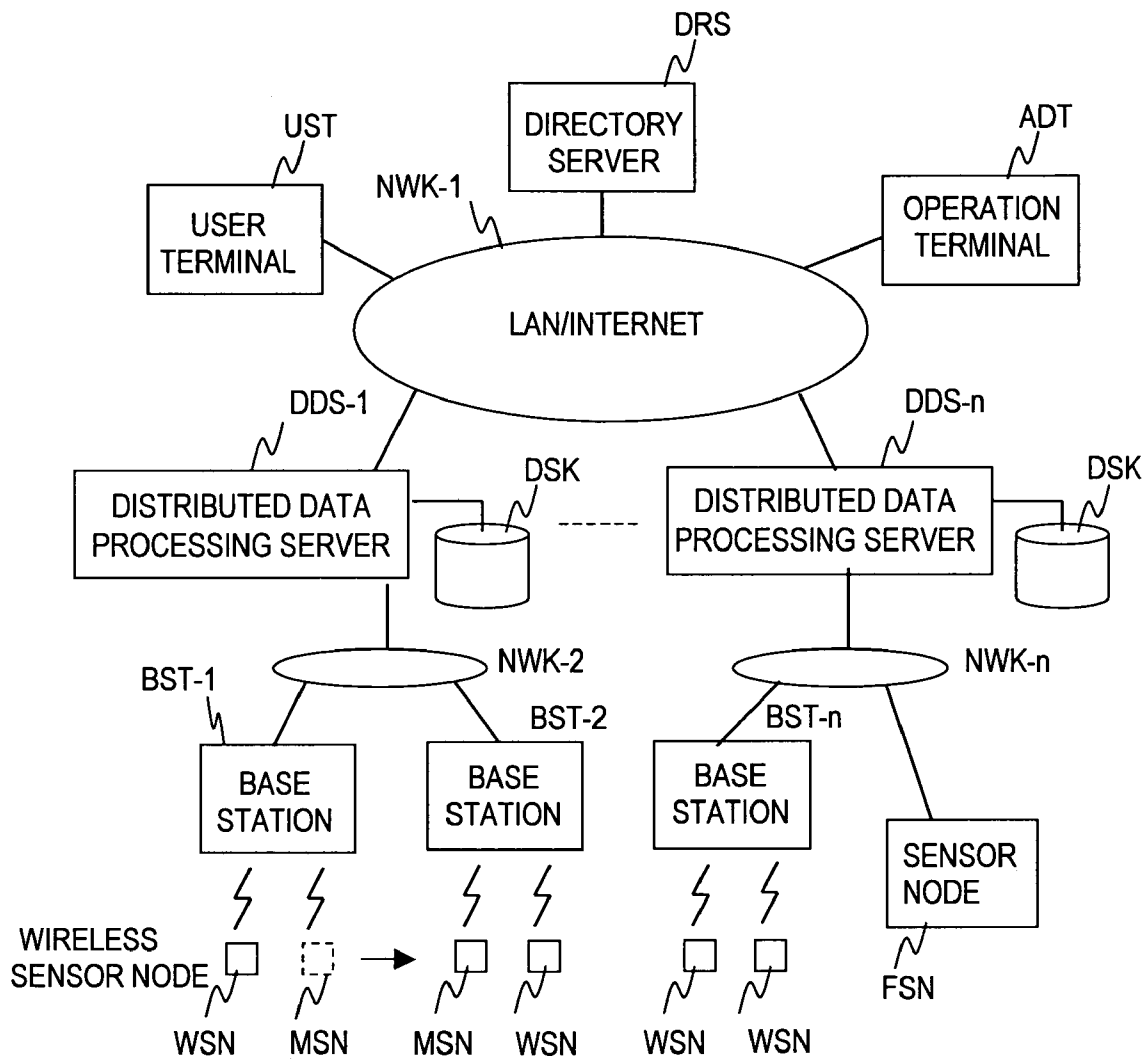 DRS
UST
ADT
DIRECTORY
SERVER
NWK-1
USER
TERMINAL
OPERATION
TERMINAL
LAN/INTERNET
DDS-1
DDS-n
DSK
DSK
DISTRIBUTED DATA
PROCESSING SERVER
DISTRIBUTED DATA
PROCESSING SERVER
NWK-2
NWK-n
BST-1
BST-2
BST-n
BASE
STATION
BASE
STATION
BASE
STATION
SENSOR
NODE
WIRELESS
SENSOR NODE
FSN
WSN
MSN
MSN
WSN
WSN
WSN